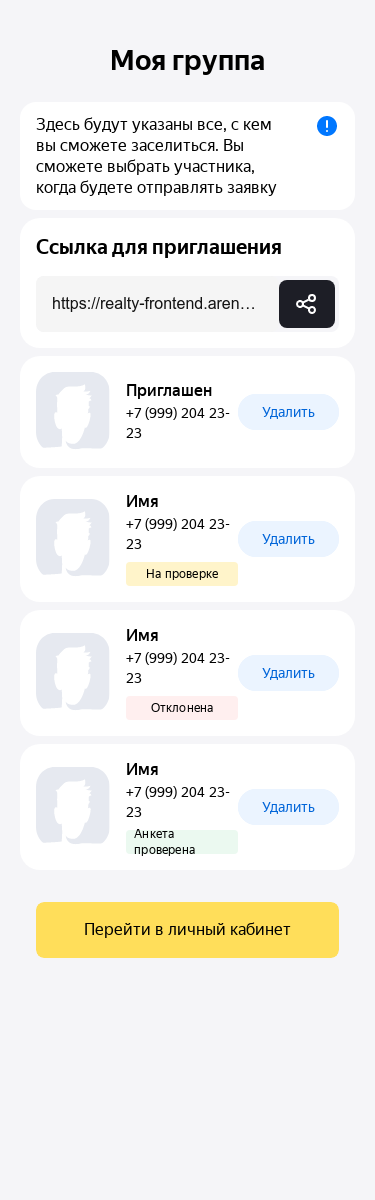 Моя группа
Здесь будут указаны все, с кем
вы сможете заселиться. Вы
сможете выбрать участника,
когда будете отправлять заявку
Ссылка для приглашения
https://realty-frontend.aren…
Приглашен
+7 (999) 204 23-
23
Удалить
Имя
+7 (999) 204 23-
23
На проверке
Удалить
Имя
+7 (999) 204 23-
23
Отклонена
Удалить
Имя
+7 (999) 204 23-
23
Анкета
проверена
Удалить
Перейти в личный кабинет